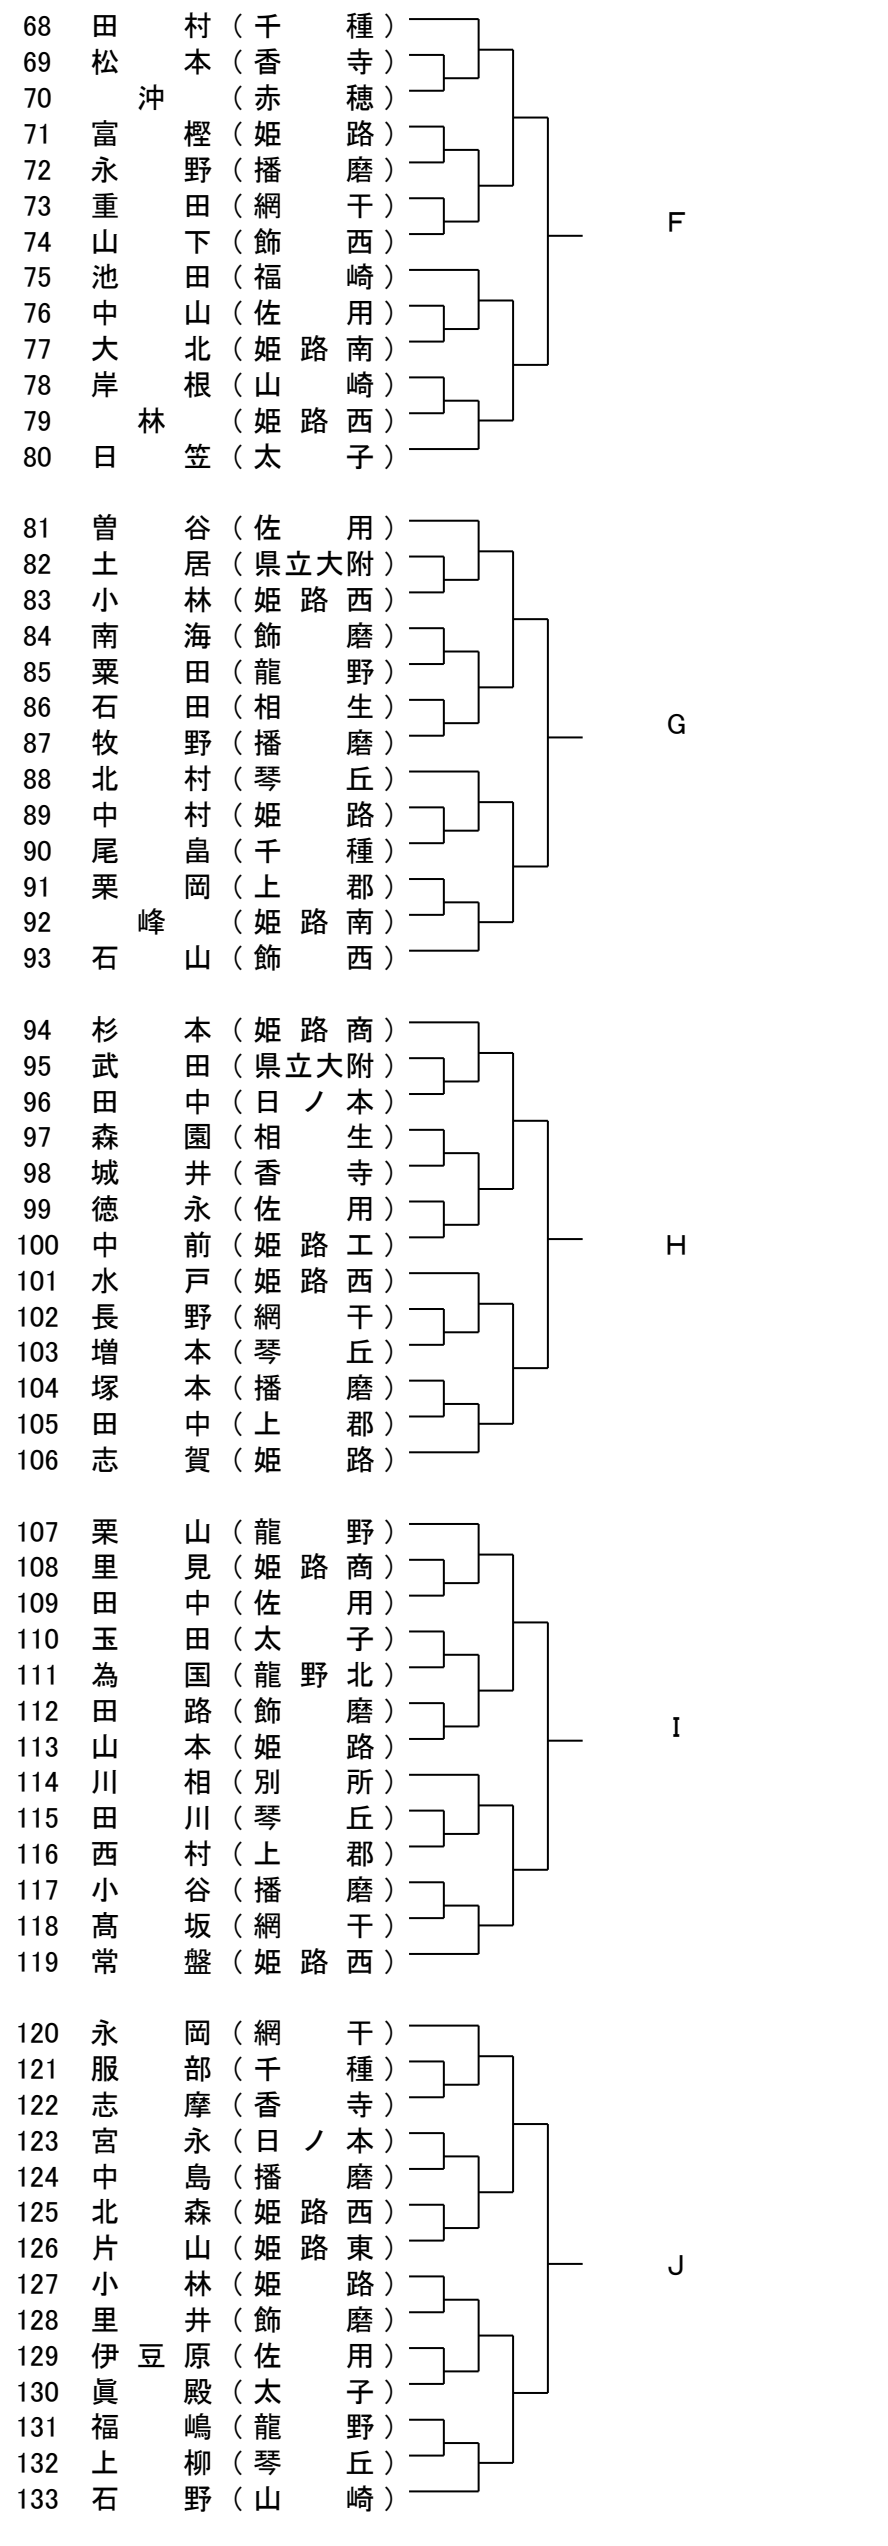 68 田村（千種）
69 松本（香寺）
70 沖（赤穂）
71 富樫（姫路）
72 永野（播磨）
73 重田（網干）
F
74 山下（飾西）
75 池田（福崎）
76 中山（佐用）
77 大北（姫路南）
78 岸根（山崎）
79 林（姫路西）
80 日笠（太子）
81 曽谷（佐用）
82 土居（県立大附）
83 小林（姫路西）
84 南海（飾磨）
85 粟田（龍野）
86 石田（相生）
G
87 牧野（播磨）
88 北村（琴丘）
89 中村（姫路）
90 尾畠（千種）
91 栗岡（上郡）
92 峰（姫路南）
93 石山（飾西）
94 杉本（姫路商）
95 武田（県立大附）
96 田中（日ノ本）
97 森園（相生）
98 城井（香寺）
99 徳永（佐用）
100 中前（姫路工）
H
101 水戸（姫路西）
102 長野（網干）
103 増本（琴丘）
104 塚本（播磨）
105 田中（上郡）
106 志賀（姫路）
107 栗山（龍野）
108 里見（姫路商）
109 田中（佐用）
110 玉田（太子）
111 為国（龍野北）
112 田路（飾磨）
I
113 山本（姫路）
114 川相（別所）
115 田川（琴丘）
116 西村（上郡）
117 小谷（播磨）
118 髙坂（網干）
119 常盤（姫路西）
120 永岡（網干）
121 服部（千種）
122 志摩（香寺）
123 宮永（日ノ本）
124 中島（播磨）
125 北森（姫路西）
126 片山（姫路東）
J
127 小林（姫路）
128 里井（飾磨）
129 伊豆原（佐用）
130 眞殿（太子）
131 福嶋（龍野）
132 上柳（琴丘）
133 石野（山崎）